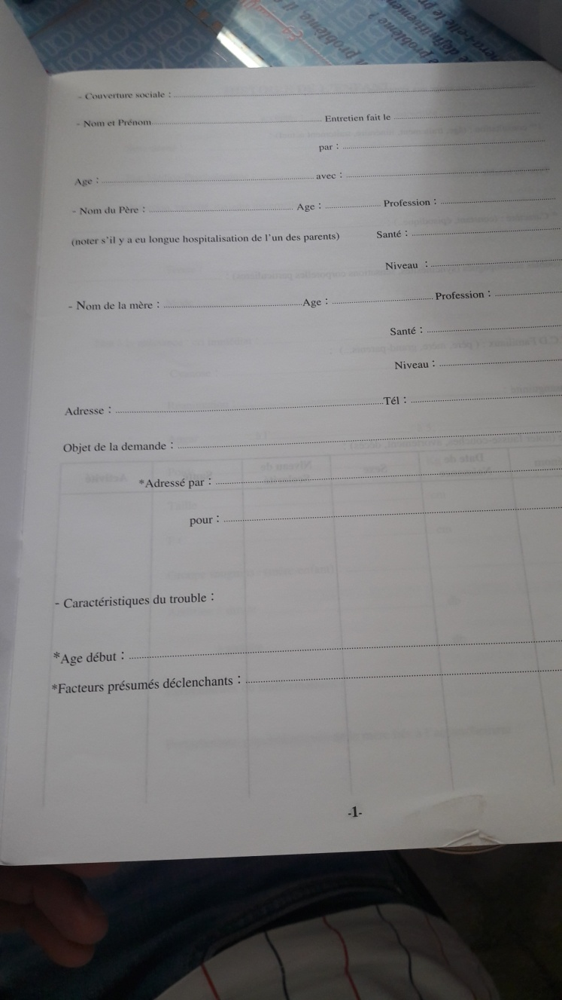 - Couverture sociale :
- Nom et Prénom Entretien fait le
par :
Age : avec :
- Nom du Père : Age : Profession :
(noter s'il y a eu longue hospitalisation de l'un des parents) Santé :
Niveau :
- Nom de la mère : Age : Profession :
Santé :
Niveau :
Adresse : Tél :
Objet de la demande :
*Adressé par :
pour :
- Caractéristiques du trouble :
*Age début :
*Facteurs présumés déclenchants :
-1-